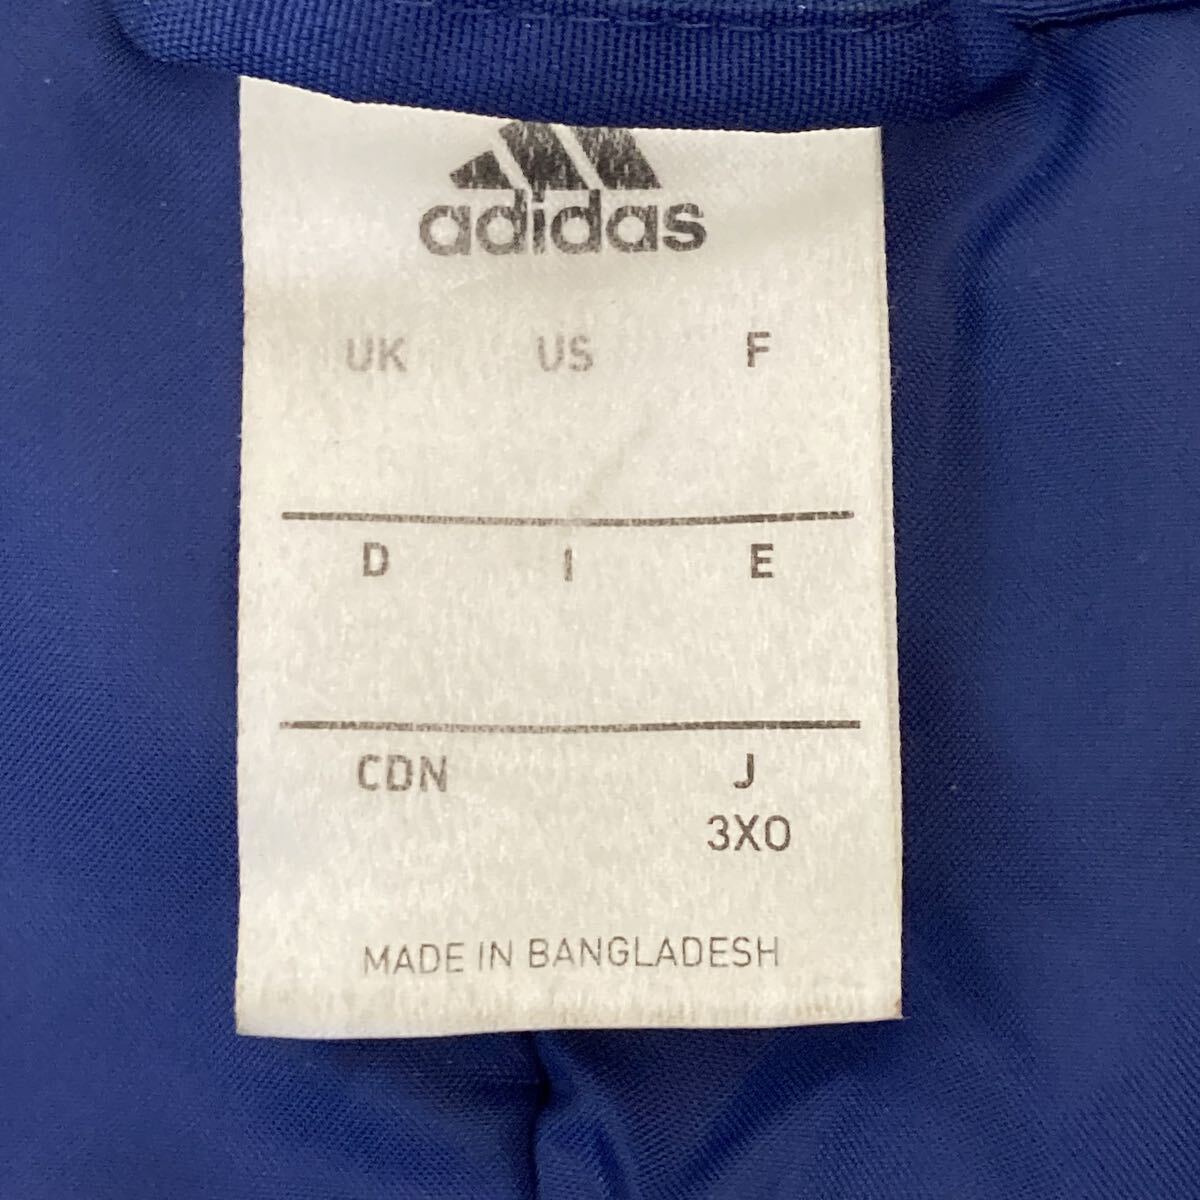 adidas
UK US F
D I E
CDN J
3XO
MADE IN BANGLADESH